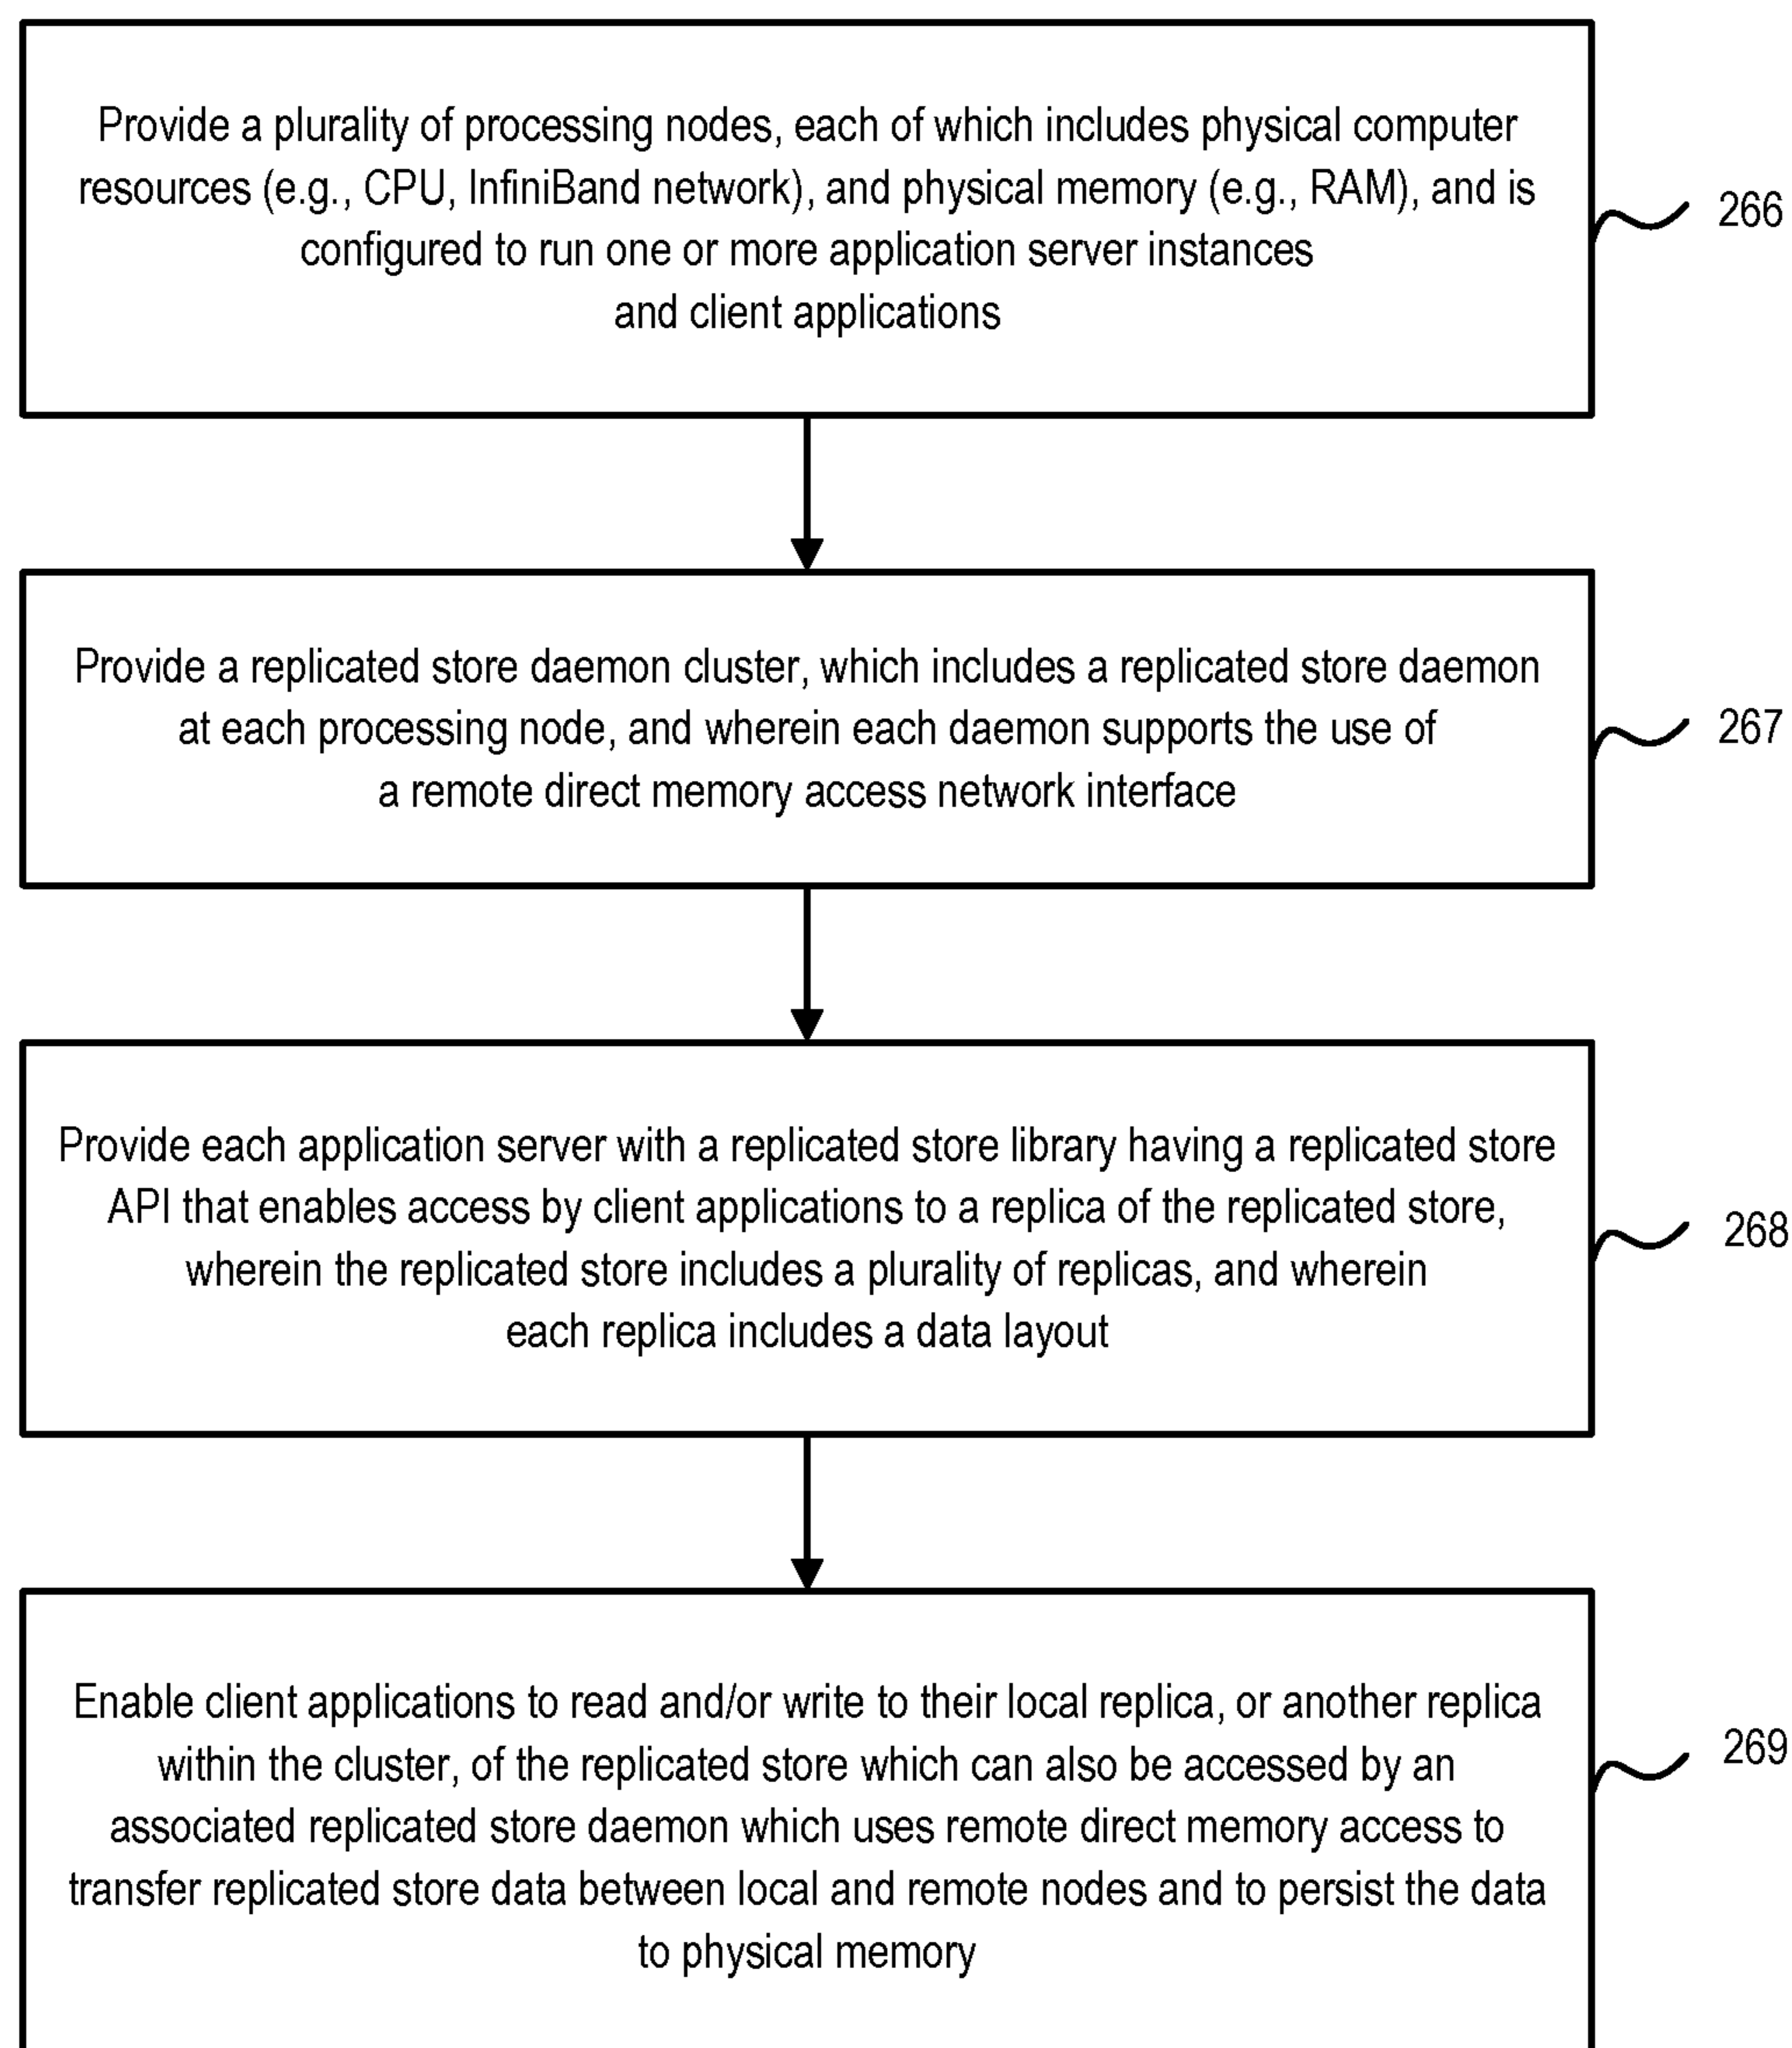 Provide a plurality of processing nodes, each of which includes physical computer
resources (e.g., CPU, InfiniBand network), and physical memory (e.g., RAM), and is
configured to run one or more application server instances
and client applications
266
Provide a replicated store daemon cluster, which includes a replicated store daemon
at each processing node, and wherein each daemon supports the use of
a remote direct memory access network interface
267
Provide each application server with a replicated store library having a replicated store
API that enables access by client applications to a replica of the replicated store,
wherein the replicated store includes a plurality of replicas, and wherein
each replica includes a data layout
268
Enable client applications to read and/or write to their local replica, or another replica
within the cluster, of the replicated store which can also be accessed by an
associated replicated store daemon which uses remote direct memory access to
transfer replicated store data between local and remote nodes and to persist the data
to physical memory
269